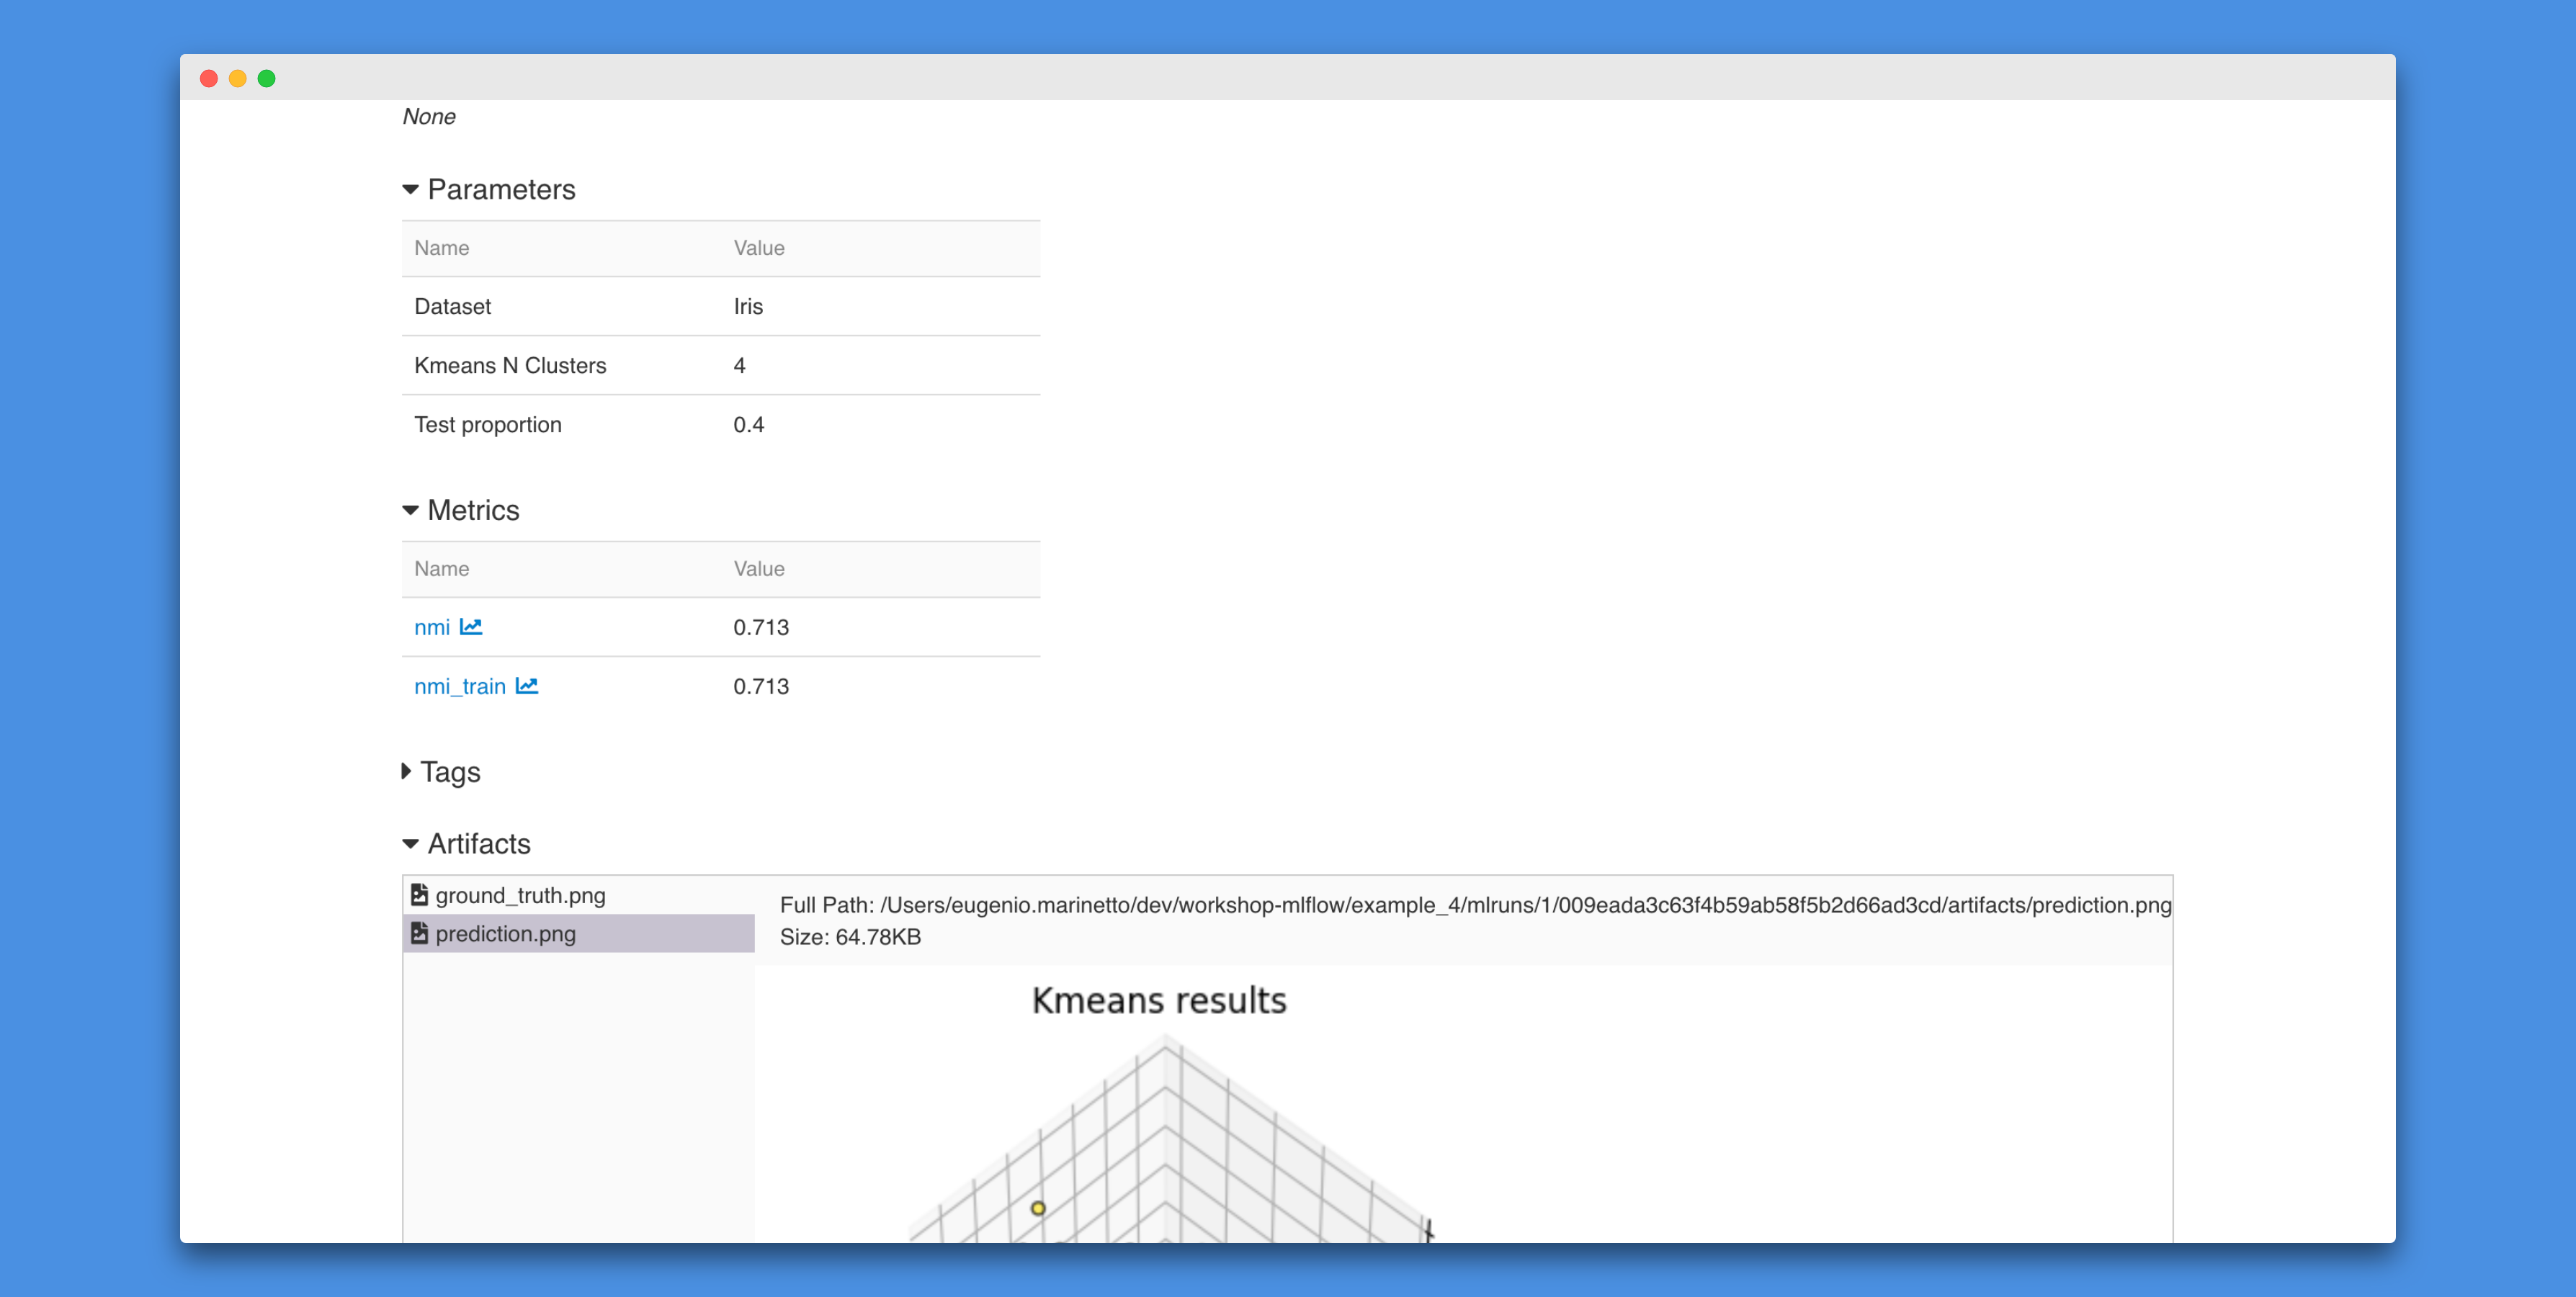 None
Parameters
Name Value
Dataset Iris
Kmeans N Clusters 4
Test proportion 0.4
Metrics
Name Value
nmi 0.713
nmi_train 0.713
Tags
Artifacts
ground_truth.png
prediction.png
Full Path: /Users/eugenio.marinetto/dev/workshop-mlflow/example_4/mlruns/1/009eada3c63f4b59ab58f5b2d66ad3cd/artifacts/prediction.png
Size: 64.78KB
Kmeans results